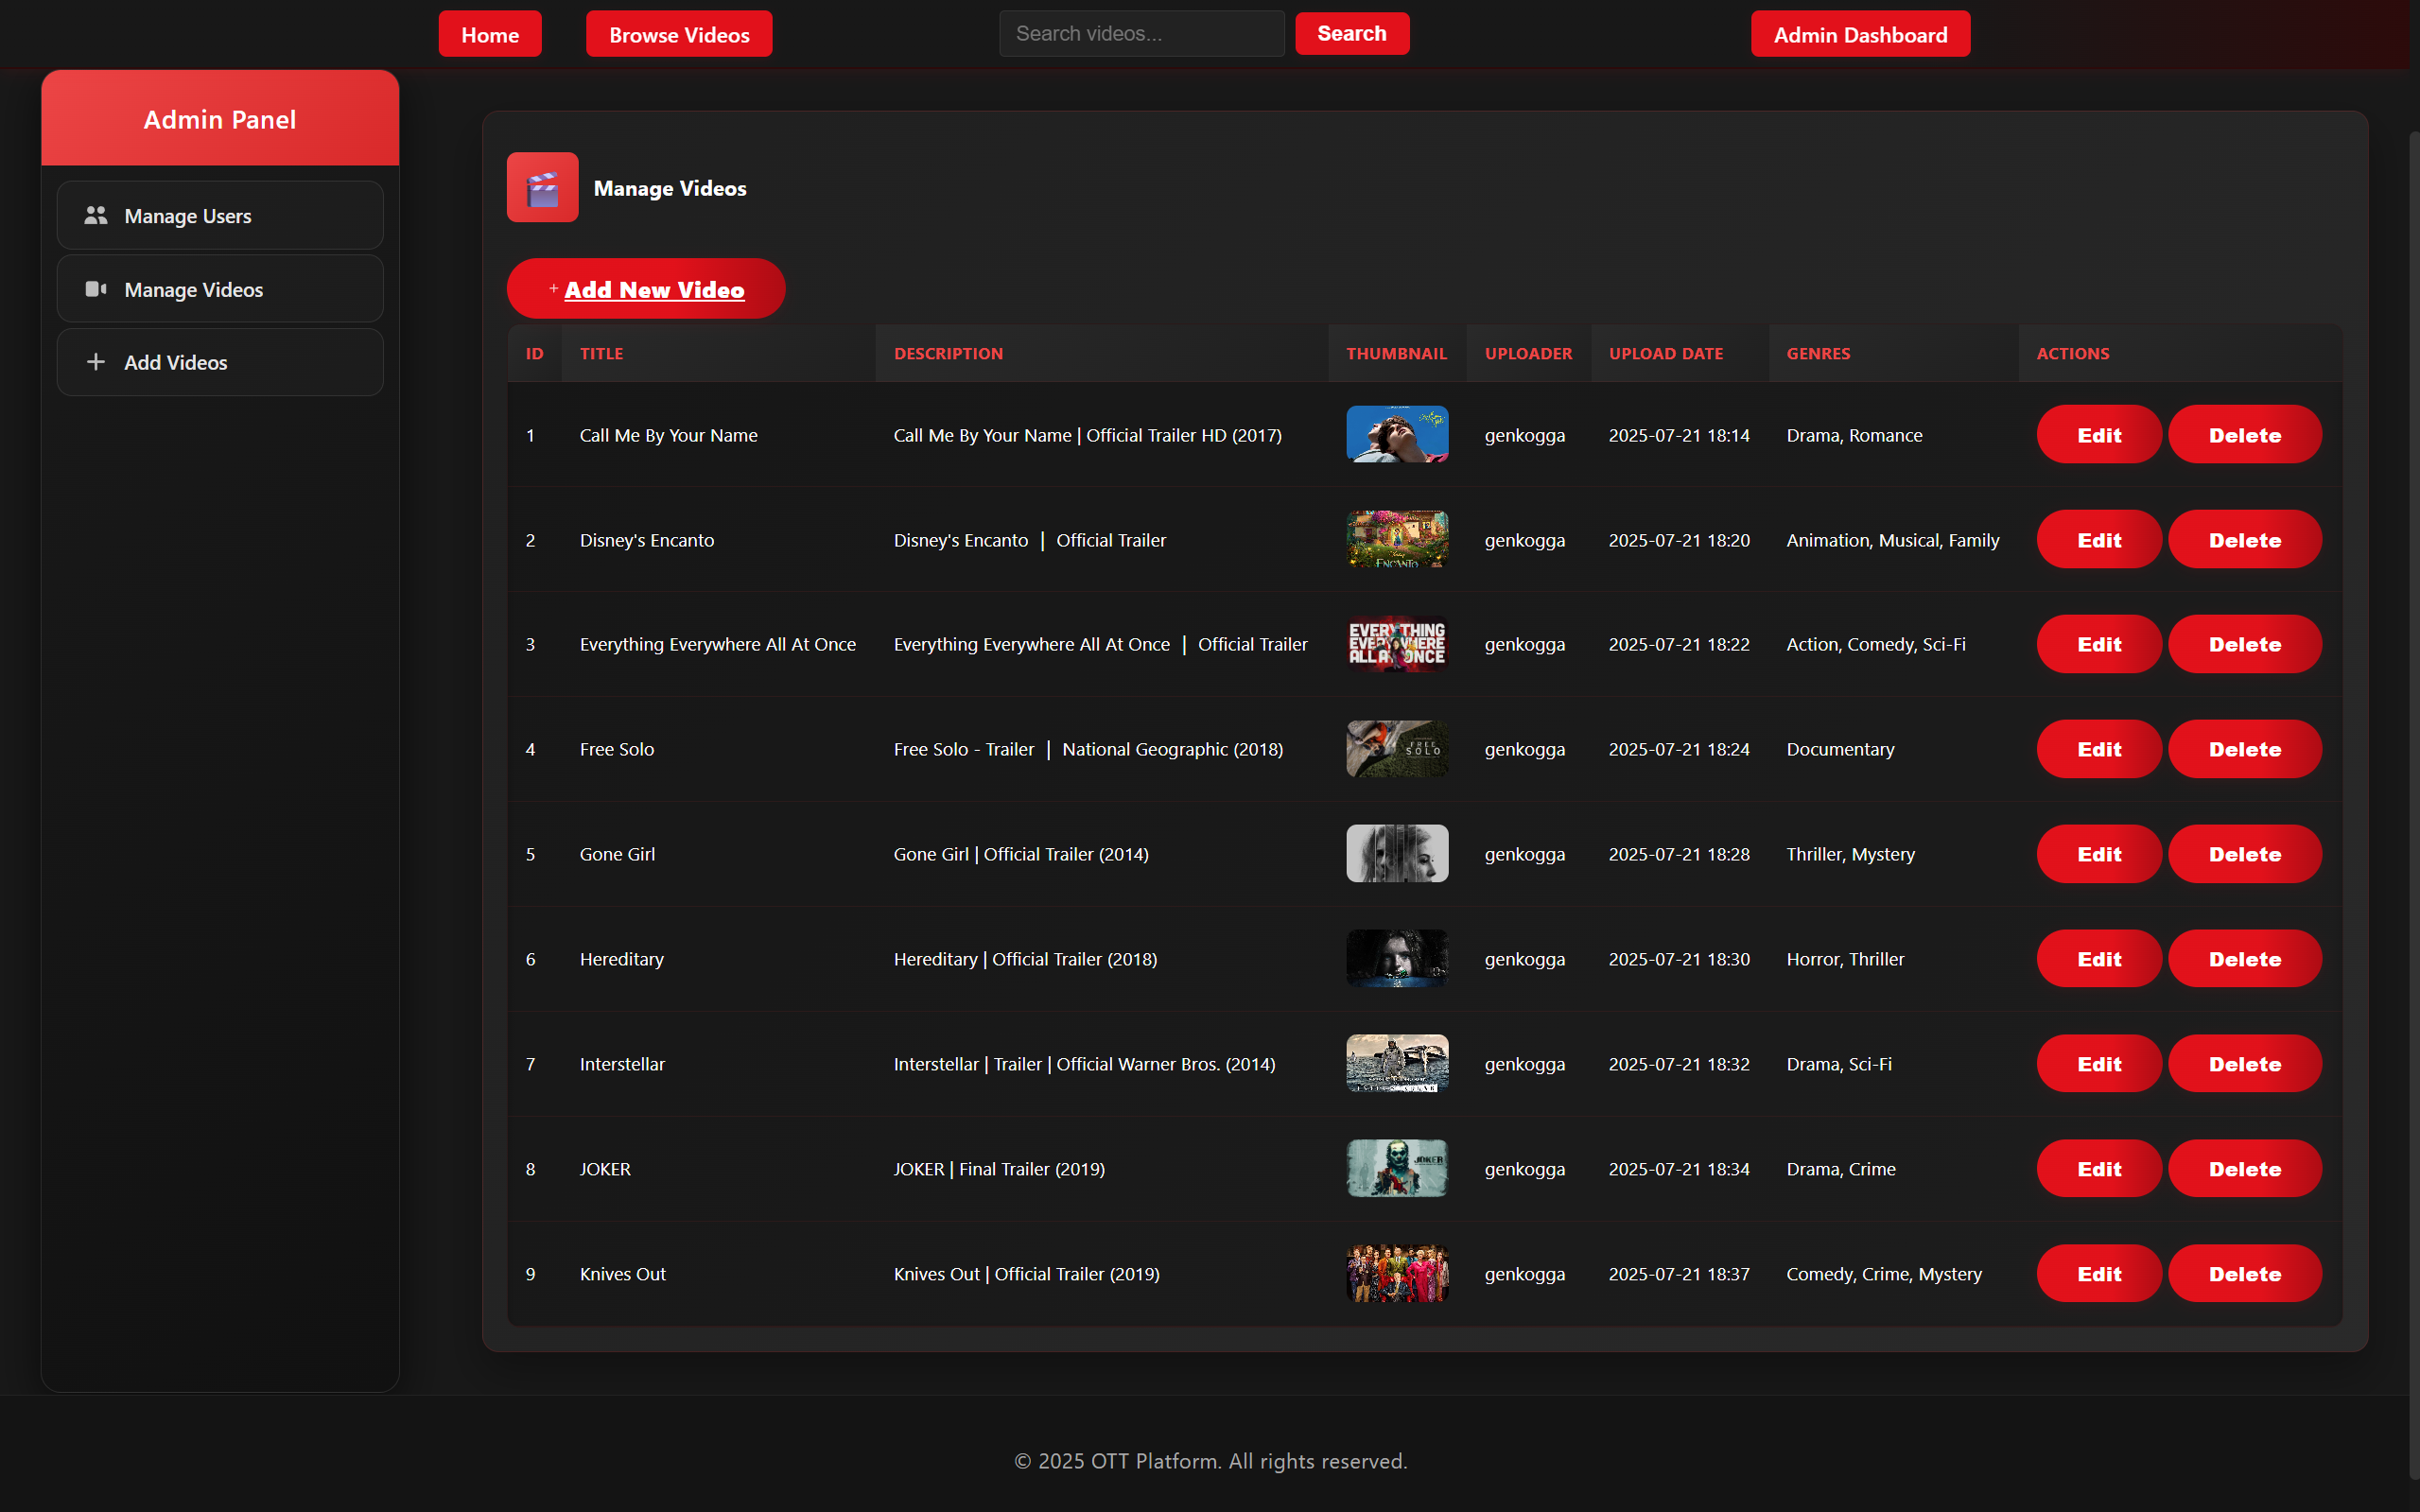 Home Browse Videos Search videos... Search Admin Dashboard
Admin Panel
Manage Users
Manage Videos
Add Videos
Manage Videos
+ Add New Video
ID TITLE DESCRIPTION THUMBNAIL UPLOADER UPLOAD DATE GENRES ACTIONS
1 Call Me By Your Name Call Me By Your Name | Official Trailer HD (2017) genkogga 2025-07-21 18:14 Drama, Romance Edit Delete
2 Disney's Encanto Disney's Encanto | Official Trailer ENCANTO genkogga 2025-07-21 18:20 Animation, Musical, Family Edit Delete
3 Everything Everywhere All At Once Everything Everywhere All At Once | Official Trailer EVERYTHING EVERYWHERE ALL AT ONCE genkogga 2025-07-21 18:22 Action, Comedy, Sci-Fi Edit Delete
4 Free Solo Free Solo - Trailer | National Geographic (2018) FREE SOLO genkogga 2025-07-21 18:24 Documentary Edit Delete
5 Gone Girl Gone Girl | Official Trailer (2014) genkogga 2025-07-21 18:28 Thriller, Mystery Edit Delete
6 Hereditary Hereditary | Official Trailer (2018) genkogga 2025-07-21 18:30 Horror, Thriller Edit Delete
7 Interstellar Interstellar | Trailer | Official Warner Bros. (2014) genkogga 2025-07-21 18:32 Drama, Sci-Fi Edit Delete
8 JOKER JOKER | Final Trailer (2019) JOKER genkogga 2025-07-21 18:34 Drama, Crime Edit Delete
9 Knives Out Knives Out | Official Trailer (2019) genkogga 2025-07-21 18:37 Comedy, Crime, Mystery Edit Delete
© 2025 OTT Platform. All rights reserved.